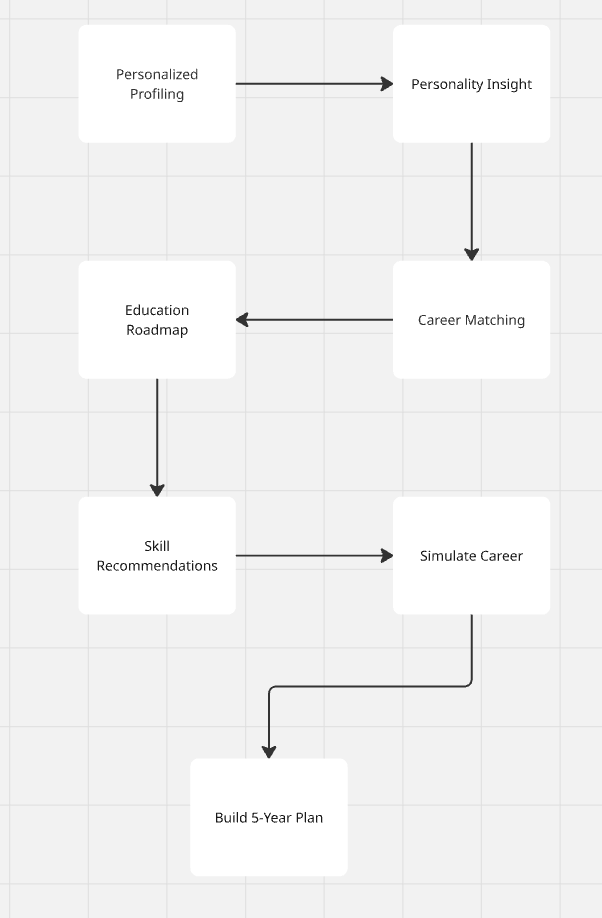 Personalized
Profiling
Personality Insight
Career Matching
Education
Roadmap
Skill
Recommendations
Simulate Career
Build 5-Year Plan